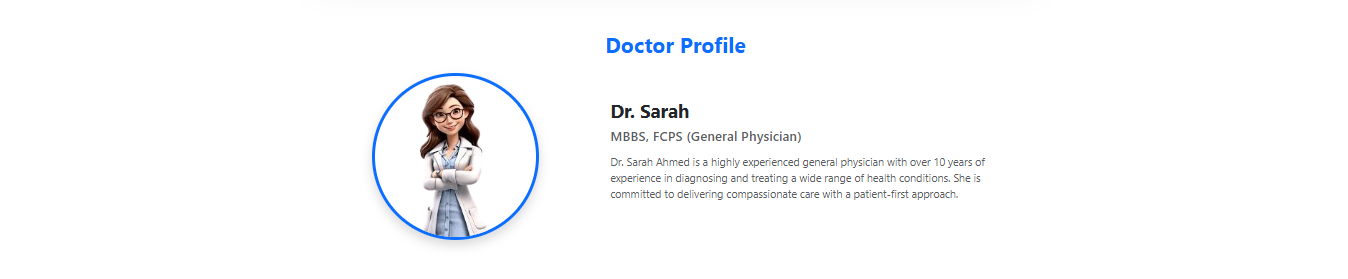 Doctor Profile
Dr. Sarah
MBBS, FCPS (General Physician)
Dr. Sarah Ahmed is a highly experienced general physician with over 10 years of
experience in diagnosing and treating a wide range of health conditions. She is
committed to delivering compassionate care with a patient-first approach.